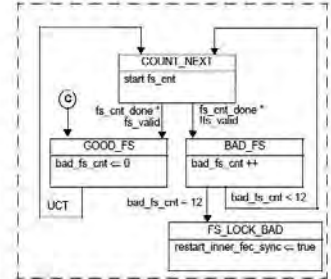 COUNT_NEXT
start fs_cnt
C
fs_cnt_done *
fs_valid
fs_cnt_done *
!fs_valid
GOOD_FS
bad_fs_cnt ⇐ 0
BAD_FS
bad_fs_cnt ++
UCT
bad_fs_cnt = 12
bad_fs_cnt < 12
FS_LOCK_BAD
restart_inner_fec_sync ⇐ true